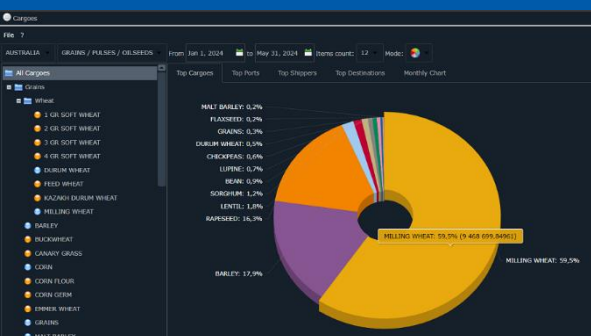 Cargoes
File ?
AUSTRALIA GRAINS / PULSES / OILSEEDS From Jan 1, 2024 to May 31, 2024 Items count: 12 Mode:
All Cargoes
Grains
Wheat
1 GR SOFT WHEAT
2 GR SOFT WHEAT
3 GR SOFT WHEAT
4 GR SOFT WHEAT
DURUM WHEAT
FEED WHEAT
KAZAKH DURUM WHEAT
MILLING WHEAT
BARLEY
BUCKWHEAT
CANARY GRASS
CORN
CORN FLOUR
CORN GERM
EMMER WHEAT
GRAINS
MALT BARLEY
Top Cargoes Top Ports Top Shippers Top Destinations Monthly Chart
MALT BARLEY: 0,2%
FLAXSEED: 0,2%
GRAINS: 0,3%
DURUM WHEAT: 0,5%
CHICKPEAS: 0,6%
LUPINE: 0,7%
BEAN: 0,9%
SORGHUM: 1,2%
LENTIL: 1,8%
RAPESEED: 16,3%
BARLEY: 17,9%
MILLING WHEAT: 59,5% (9 468 699,84961)
MILLING WHEAT: 59,5%